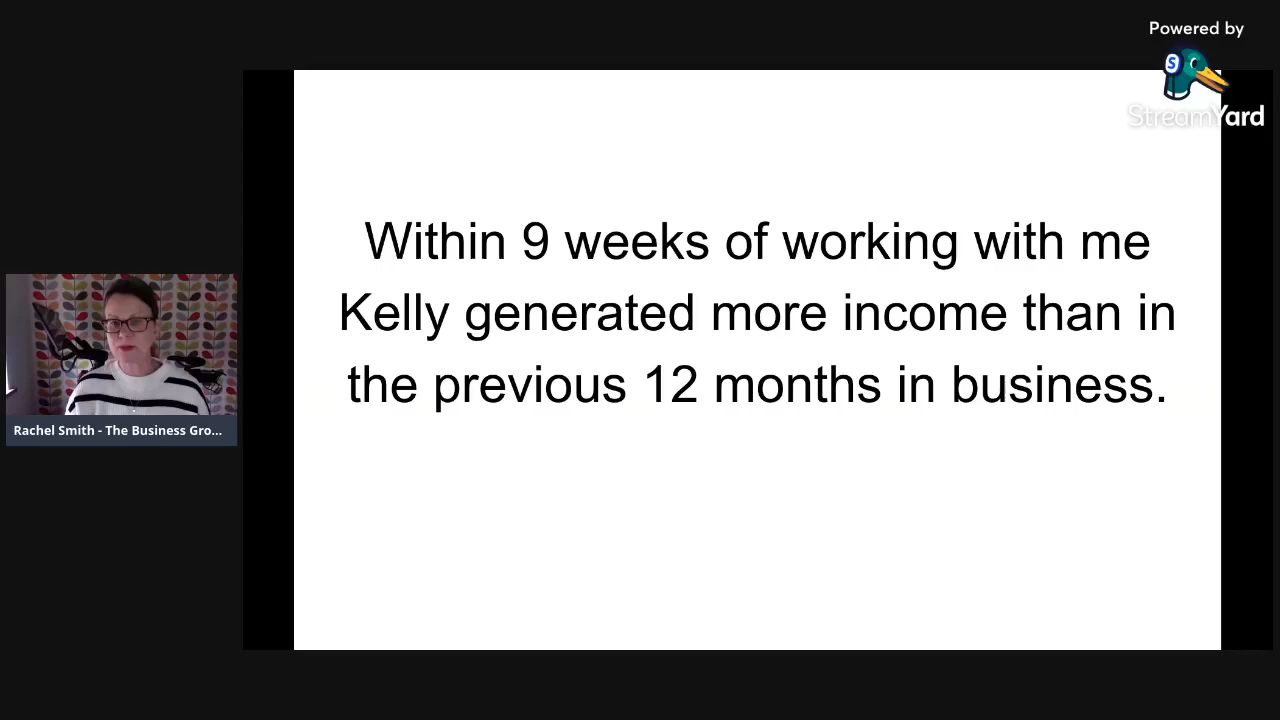 Powered by
S
StreamYard
Within 9 weeks of working with me
Kelly generated more income than in
the previous 12 months in business.
Rachel Smith - The Business Gro...